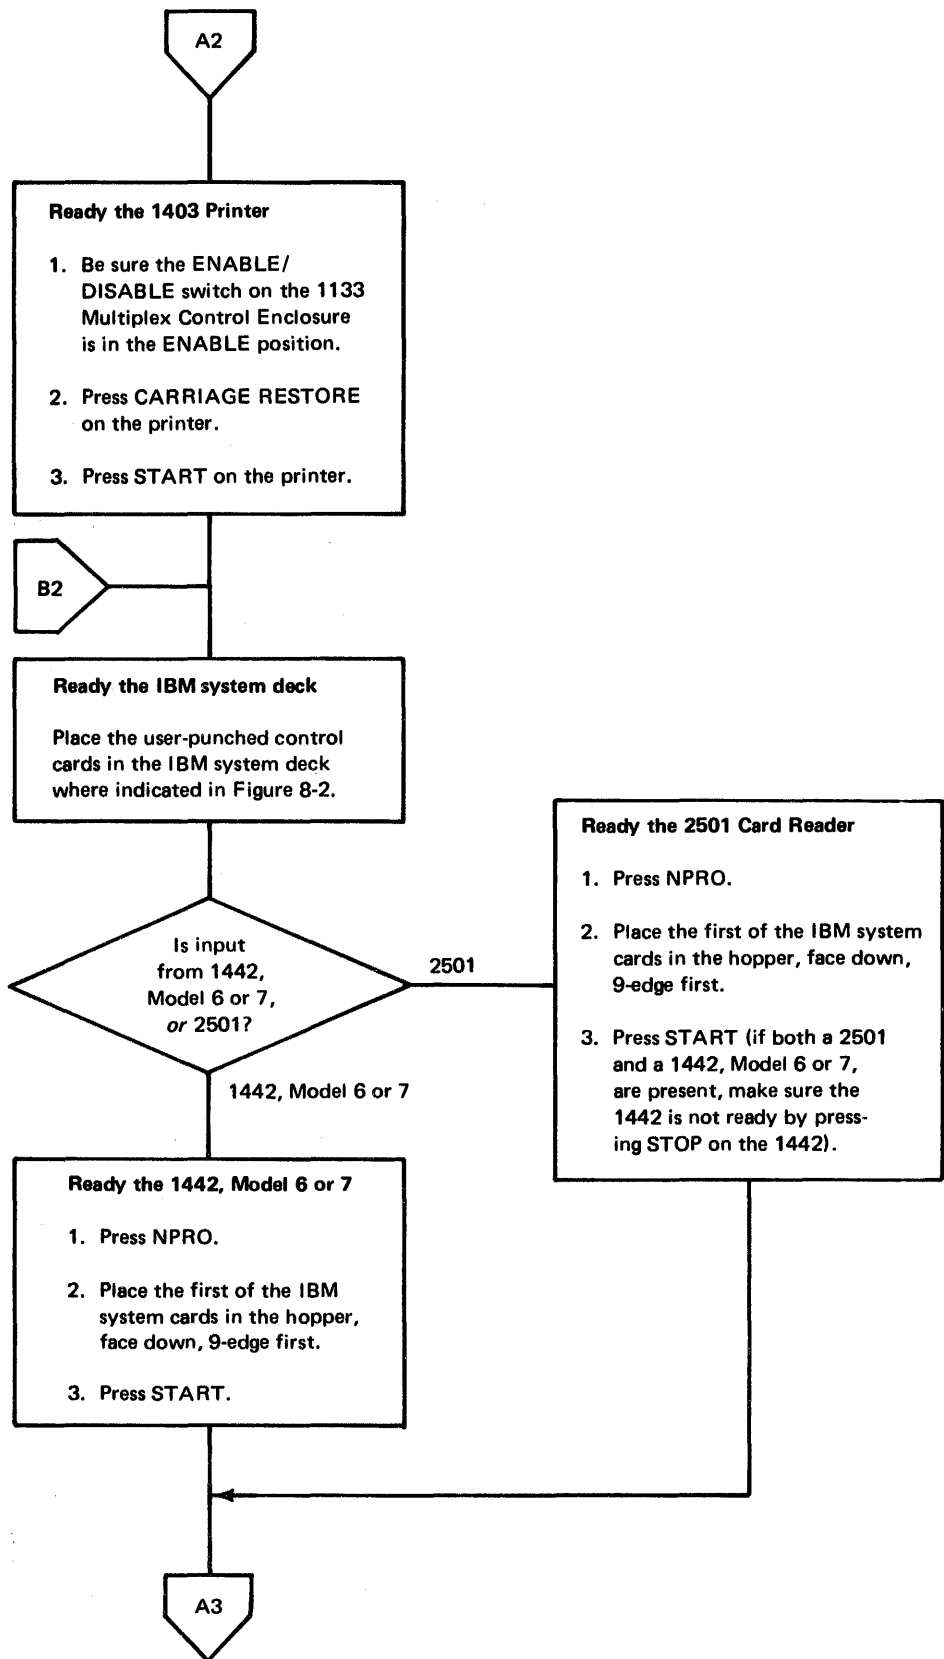 A2
Ready the 1403 Printer
1. Be sure the ENABLE/
DISABLE switch on the 1133
Multiplex Control Enclosure
is in the ENABLE position.
2. Press CARRIAGE RESTORE
on the printer.
3. Press START on the printer.
B2
Ready the IBM system deck
Place the user-punched control
cards in the IBM system deck
where indicated in Figure 8-2.
Is input
from 1442,
Model 6 or 7,
or 2501?
2501
1442, Model 6 or 7
Ready the 2501 Card Reader
1. Press NPRO.
2. Place the first of the IBM system
cards in the hopper, face down,
9-edge first.
3. Press START (if both a 2501
and a 1442, Model 6 or 7,
are present, make sure the
1442 is not ready by press-
ing STOP on the 1442).
Ready the 1442, Model 6 or 7
1. Press NPRO.
2. Place the first of the IBM
system cards in the hopper,
face down, 9-edge first.
3. Press START.
A3